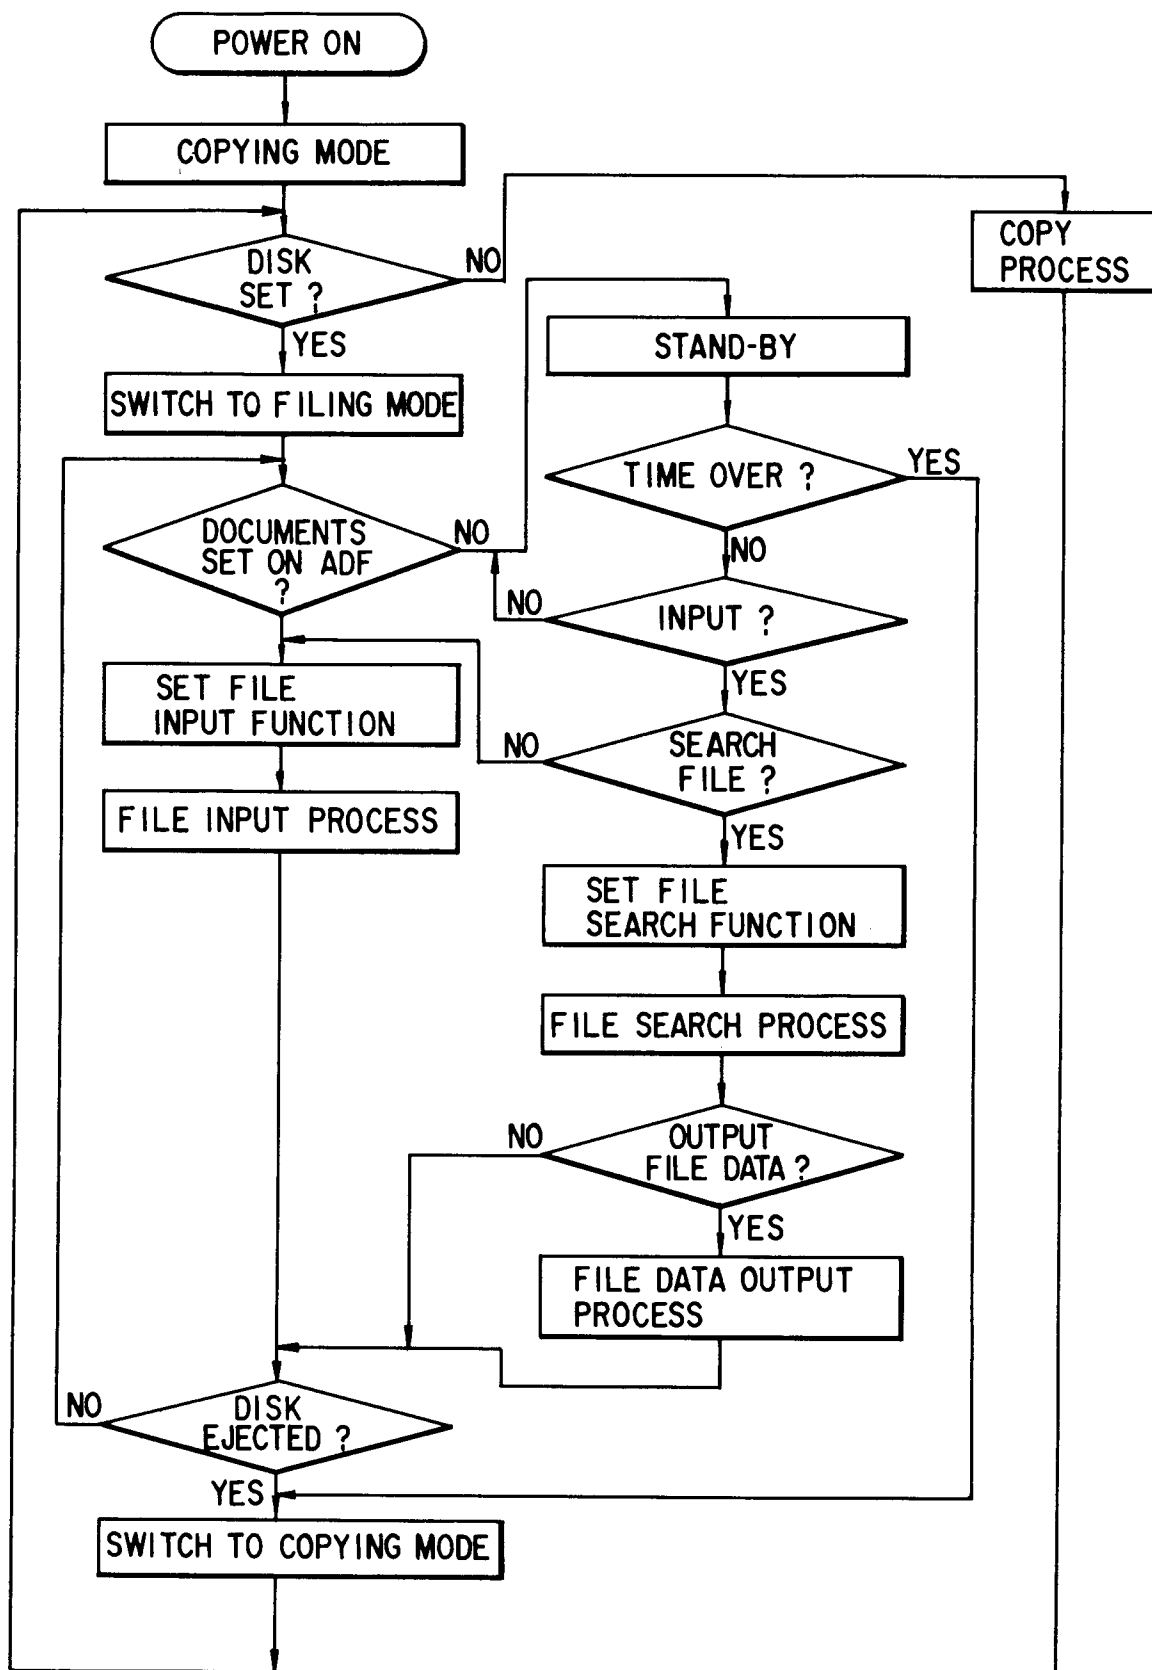 POWER ON
COPYING MODE
DISK
SET ?
NO
YES
COPY
PROCESS
STAND-BY
SWITCH TO FILING MODE
TIME OVER ?
YES
NO
DOCUMENTS
SET ON ADF
?
NO
INPUT ?
NO
YES
SET FILE
INPUT FUNCTION
SEARCH
FILE ?
NO
YES
FILE INPUT PROCESS
SET FILE
SEARCH FUNCTION
FILE SEARCH PROCESS
OUTPUT
FILE DATA ?
NO
YES
FILE DATA OUTPUT
PROCESS
DISK
EJECTED ?
NO
YES
SWITCH TO COPYING MODE